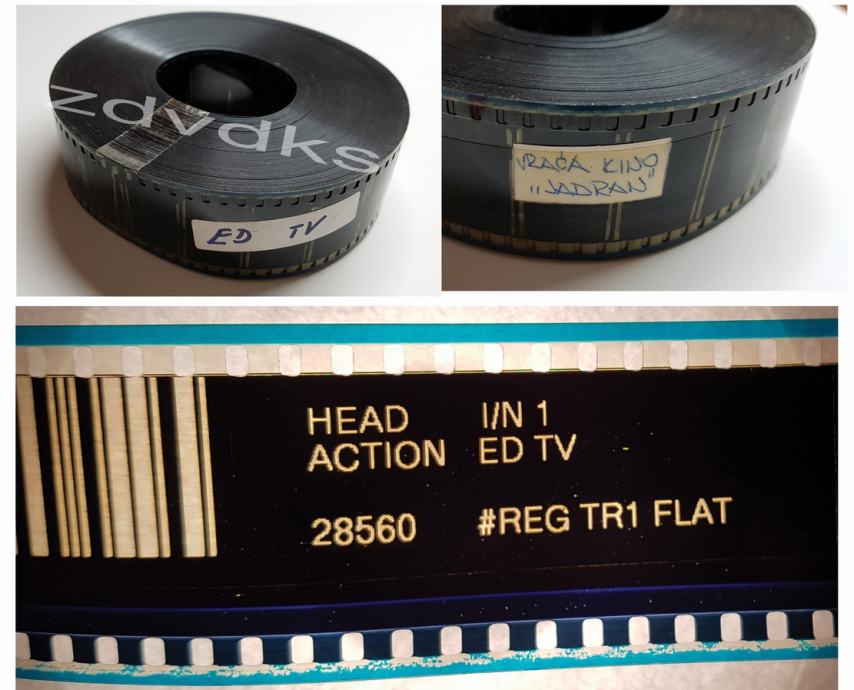 zdvdks
ED TV
VRAĆA KINO
„JADRAN"
HEAD I/N 1
ACTION ED TV
28560 #REG TR1 FLAT